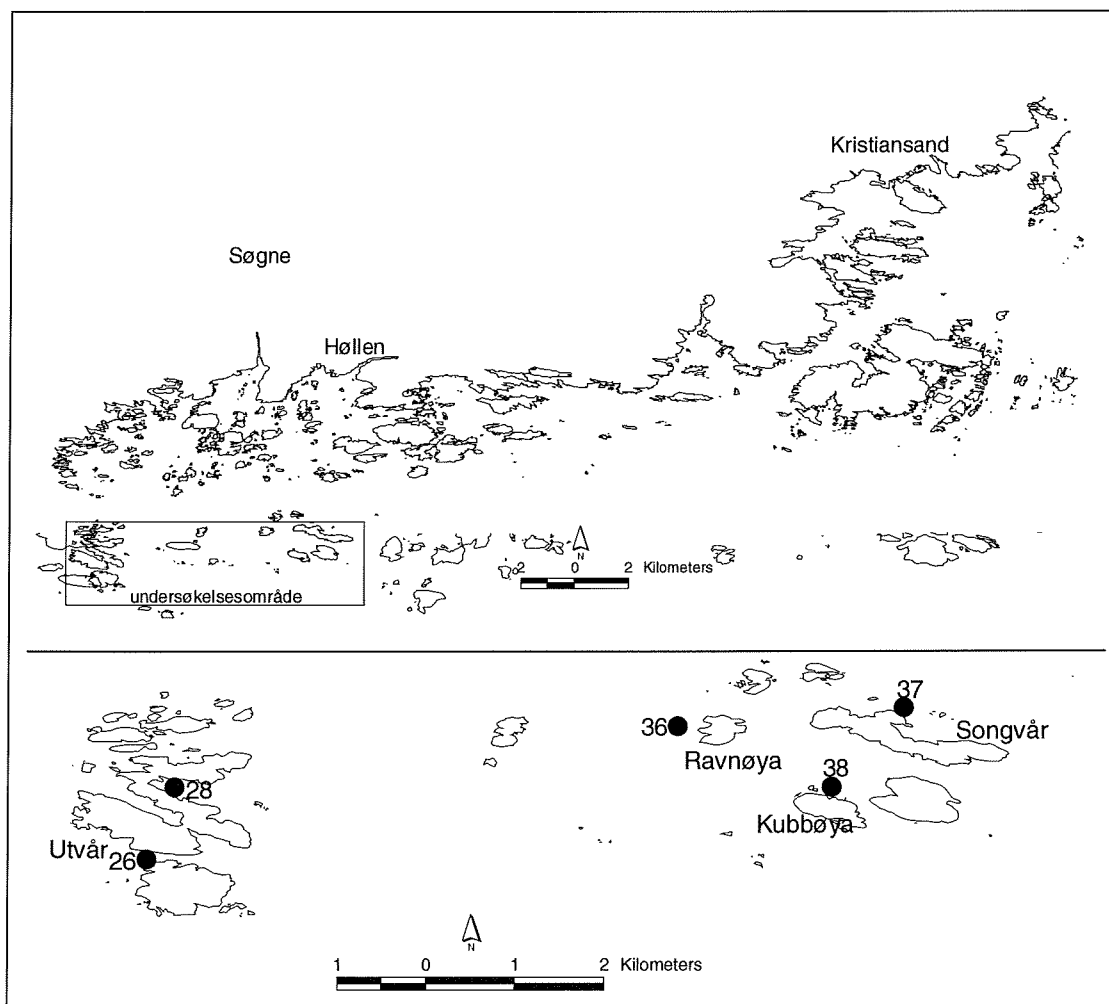 Kristiansand
Søgne
Høllen
N
2 0 2 Kilometers
undersøkelsesområde
37
36
Songvår
Ravnøya
38
28
Kubbøya
Utvår
26
N
1 0 1 2 Kilometers